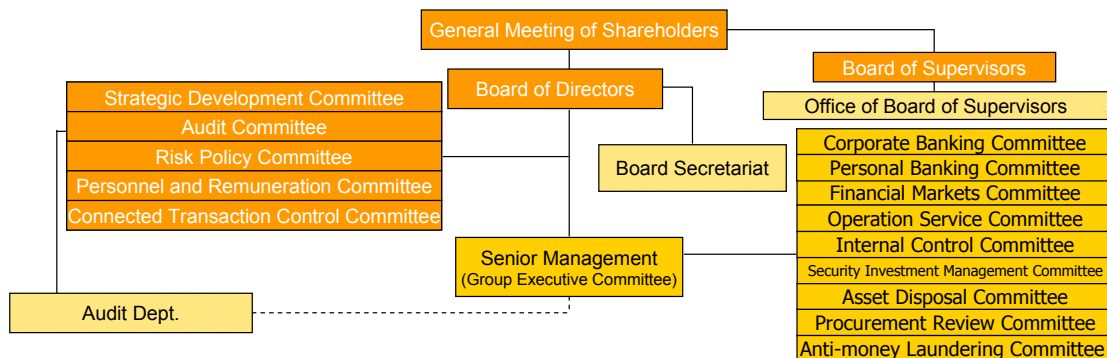 General Meeting of Shareholders
Board of Directors
Board of Supervisors
Office of Board of Supervisors
Strategic Development Committee
Audit Committee
Risk Policy Committee
Personnel and Remuneration Committee
Connected Transaction Control Committee
Board Secretariat
Corporate Banking Committee
Personal Banking Committee
Financial Markets Committee
Operation Service Committee
Internal Control Committee
Security Investment Management Committee
Asset Disposal Committee
Procurement Review Committee
Anti-money Laundering Committee
Senior Management
(Group Executive Committee)
Audit Dept.